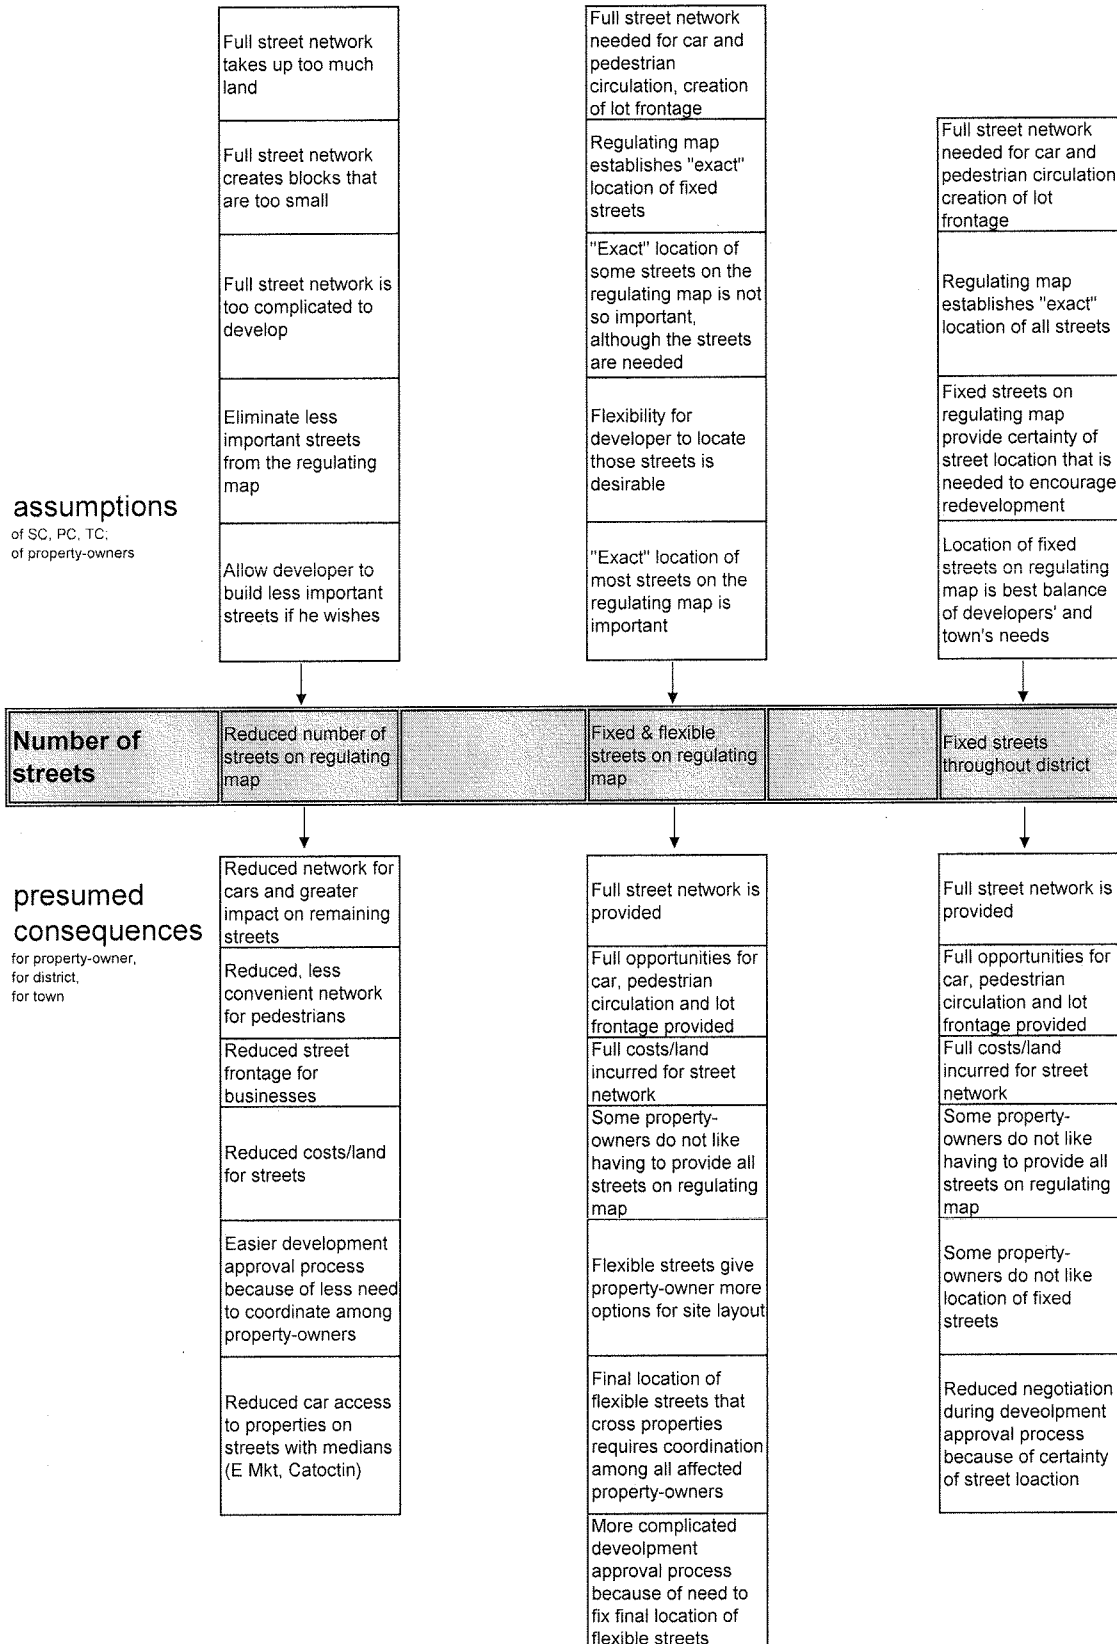 Full street network
takes up too much
land
Full street network
creates blocks that
are too small
Full street network is
too complicated to
develop
Eliminate less
important streets
from the regulating
map
Allow developer to
build less important
streets if he wishes
Full street network
needed for car and
pedestrian
circulation, creation
of lot frontage
Regulating map
establishes "exact"
location of fixed
streets
"Exact" location of
some streets on the
regulating map is not
so important,
although the streets
are needed
Flexibility for
developer to locate
those streets is
desirable
"Exact" location of
most streets on the
regulating map is
important
Full street network
needed for car and
pedestrian circulation
creation of lot
frontage
Regulating map
establishes "exact"
location of all streets
Fixed streets on
regulating map
provide certainty of
street location that is
needed to encourage
redevelopment
Location of fixed
streets on regulating
map is best balance
of developers' and
town's needs
assumptions
of SC, PC, TC;
of property-owners
Number of
streets
Reduced number of
streets on regulating
map
Fixed & flexible
streets on regulating
map
Fixed streets
throughout district
presumed
consequences
for property-owner,
for district,
for town
Reduced network for
cars and greater
impact on remaining
streets
Reduced, less
convenient network
for pedestrians
Reduced street
frontage for
businesses
Reduced costs/land
for streets
Easier development
approval process
because of less need
to coordinate among
property-owners
Reduced car access
to properties on
streets with medians
(E Mkt, Catoctin)
Full street network is
provided
Full opportunities for
car, pedestrian
circulation and lot
frontage provided
Full costs/land
incurred for street
network
Some property-
owners do not like
having to provide all
streets on regulating
map
Flexible streets give
property-owner more
options for site layout
Final location of
flexible streets that
cross properties
requires coordination
among all affected
property-owners
More complicated
deveolpment
approval process
because of need to
fix final location of
flexible streets
Full street network is
provided
Full opportunities for
car, pedestrian
circulation and lot
frontage provided
Full costs/land
incurred for street
network
Some property-
owners do not like
having to provide all
streets on regulating
map
Some property-
owners do not like
location of fixed
streets
Reduced negotiation
during deveolpment
approval process
because of certainty
of street loaction